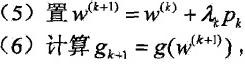 (5) 置 w^{(k+1)} = w^{(k)} + λ_k p_k
(6) 计算 g_{k+1} = g(w^{(k+1)}),